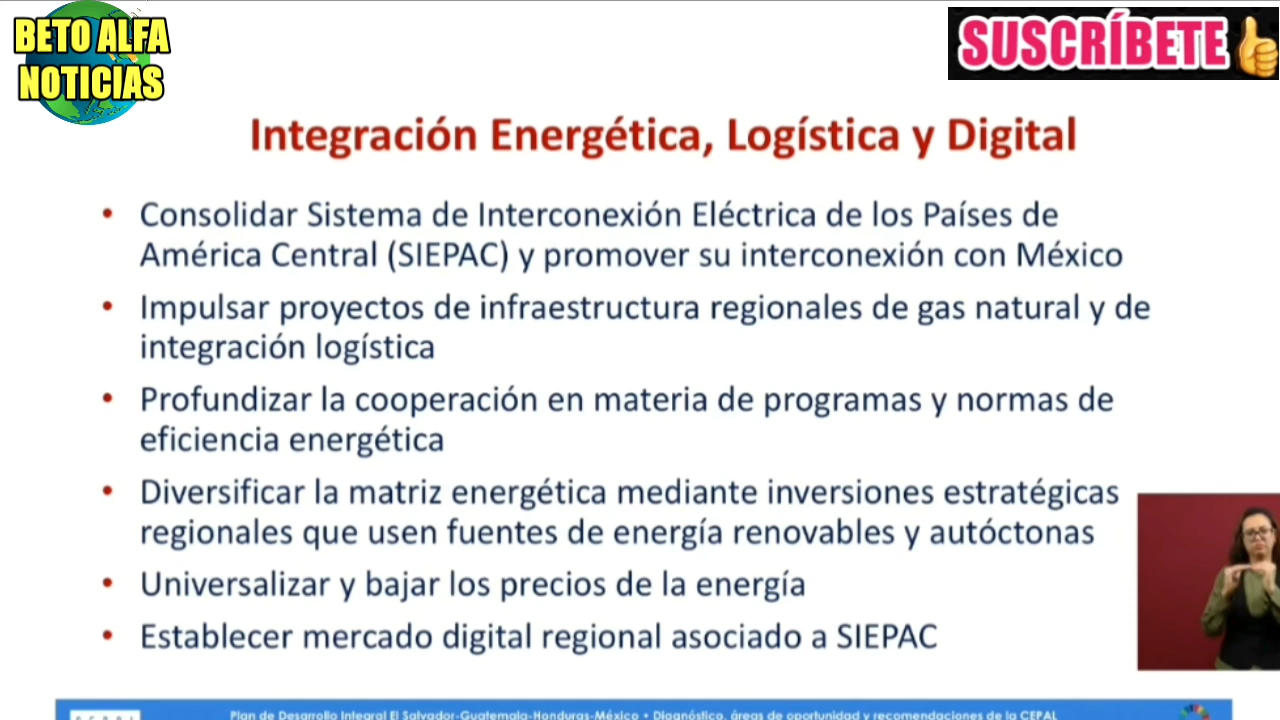 BETO ALFA
NOTICIAS
SUSCRÍBETE
Integración Energética, Logística y Digital
• Consolidar Sistema de Interconexión Eléctrica de los Países de
América Central (SIEPAC) y promover su interconexión con México
• Impulsar proyectos de infraestructura regionales de gas natural y de
integración logística
• Profundizar la cooperación en materia de programas y normas de
eficiencia energética
• Diversificar la matriz energética mediante inversiones estratégicas
regionales que usen fuentes de energía renovables y autóctonas
• Universalizar y bajar los precios de la energía
• Establecer mercado digital regional asociado a SIEPAC
Plan de Desarrollo Integral El Salvador-Guatemala-Honduras-México • Diagnóstico, áreas de oportunidad y recomendaciones de la CEPAL